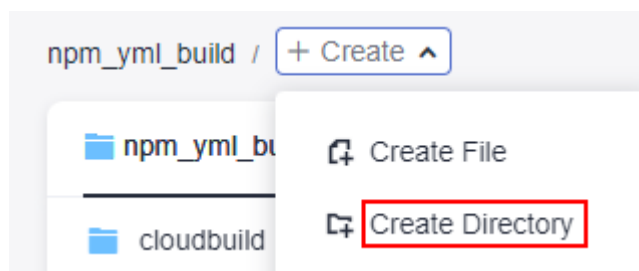 npm_yml_build / + Create
npm_yml_bu
Create File
Create Directory
cloudbuild